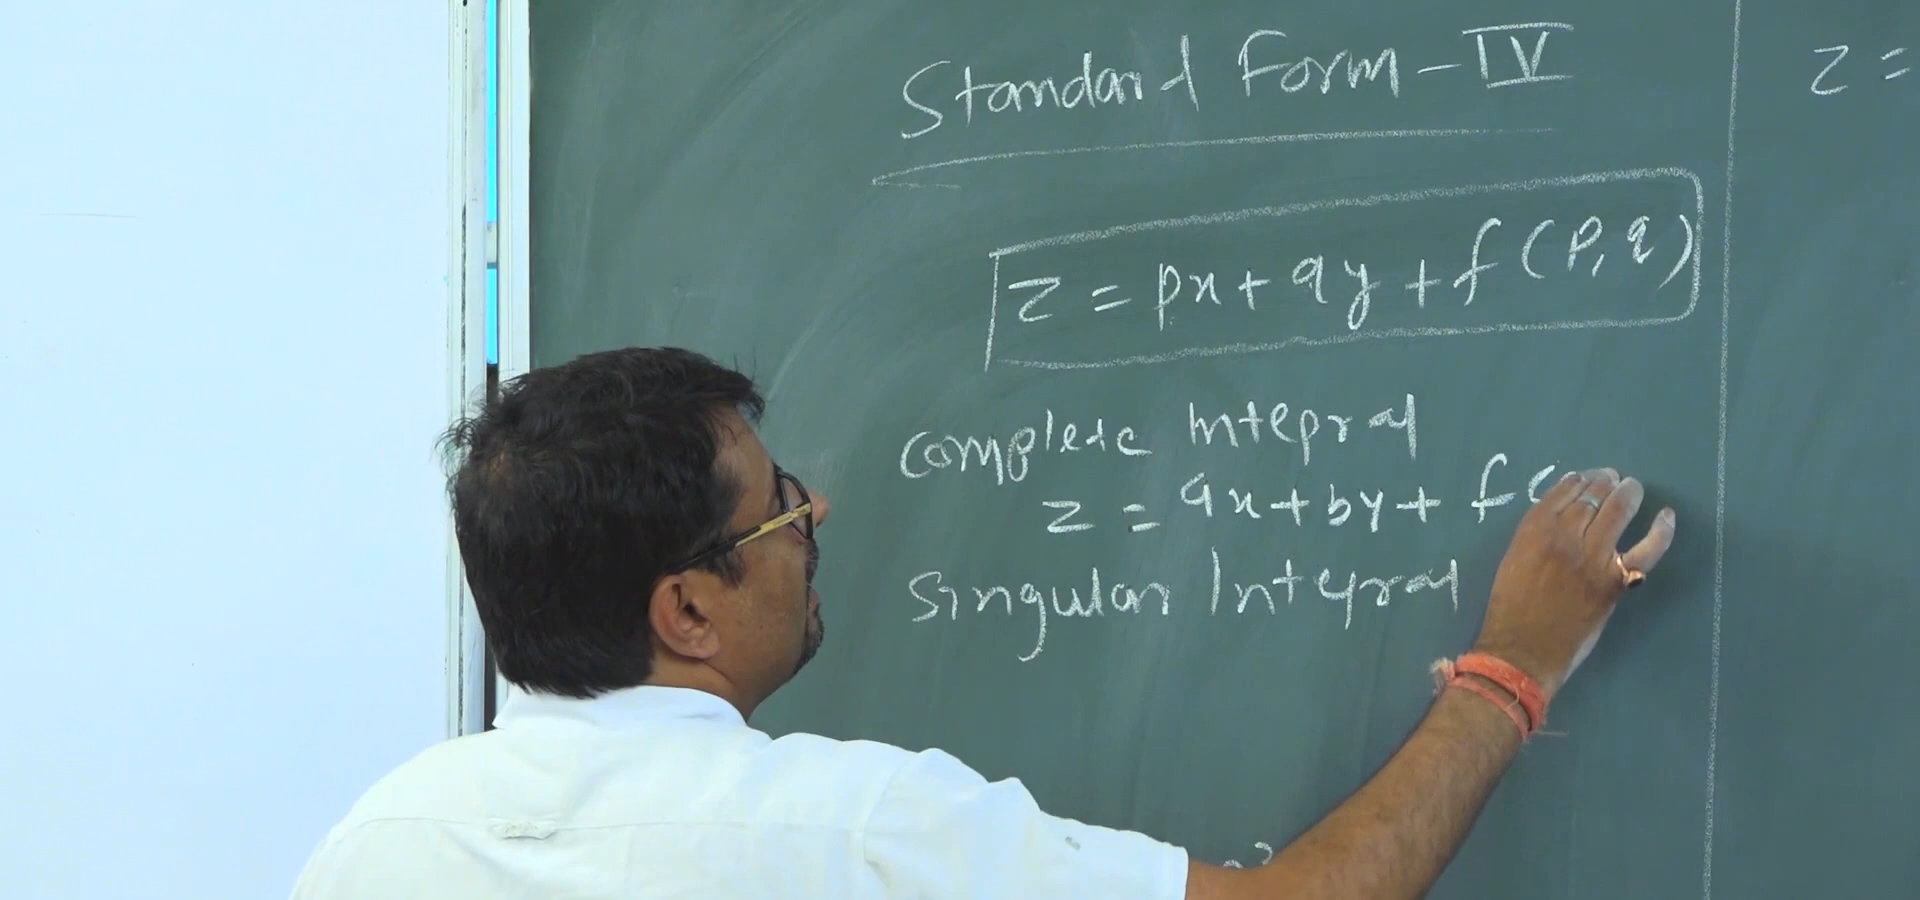 Standard Form - IV
z = px + qy + f(p, q)
complete Integral
z = ax + by + f(
Singular Integral
z =